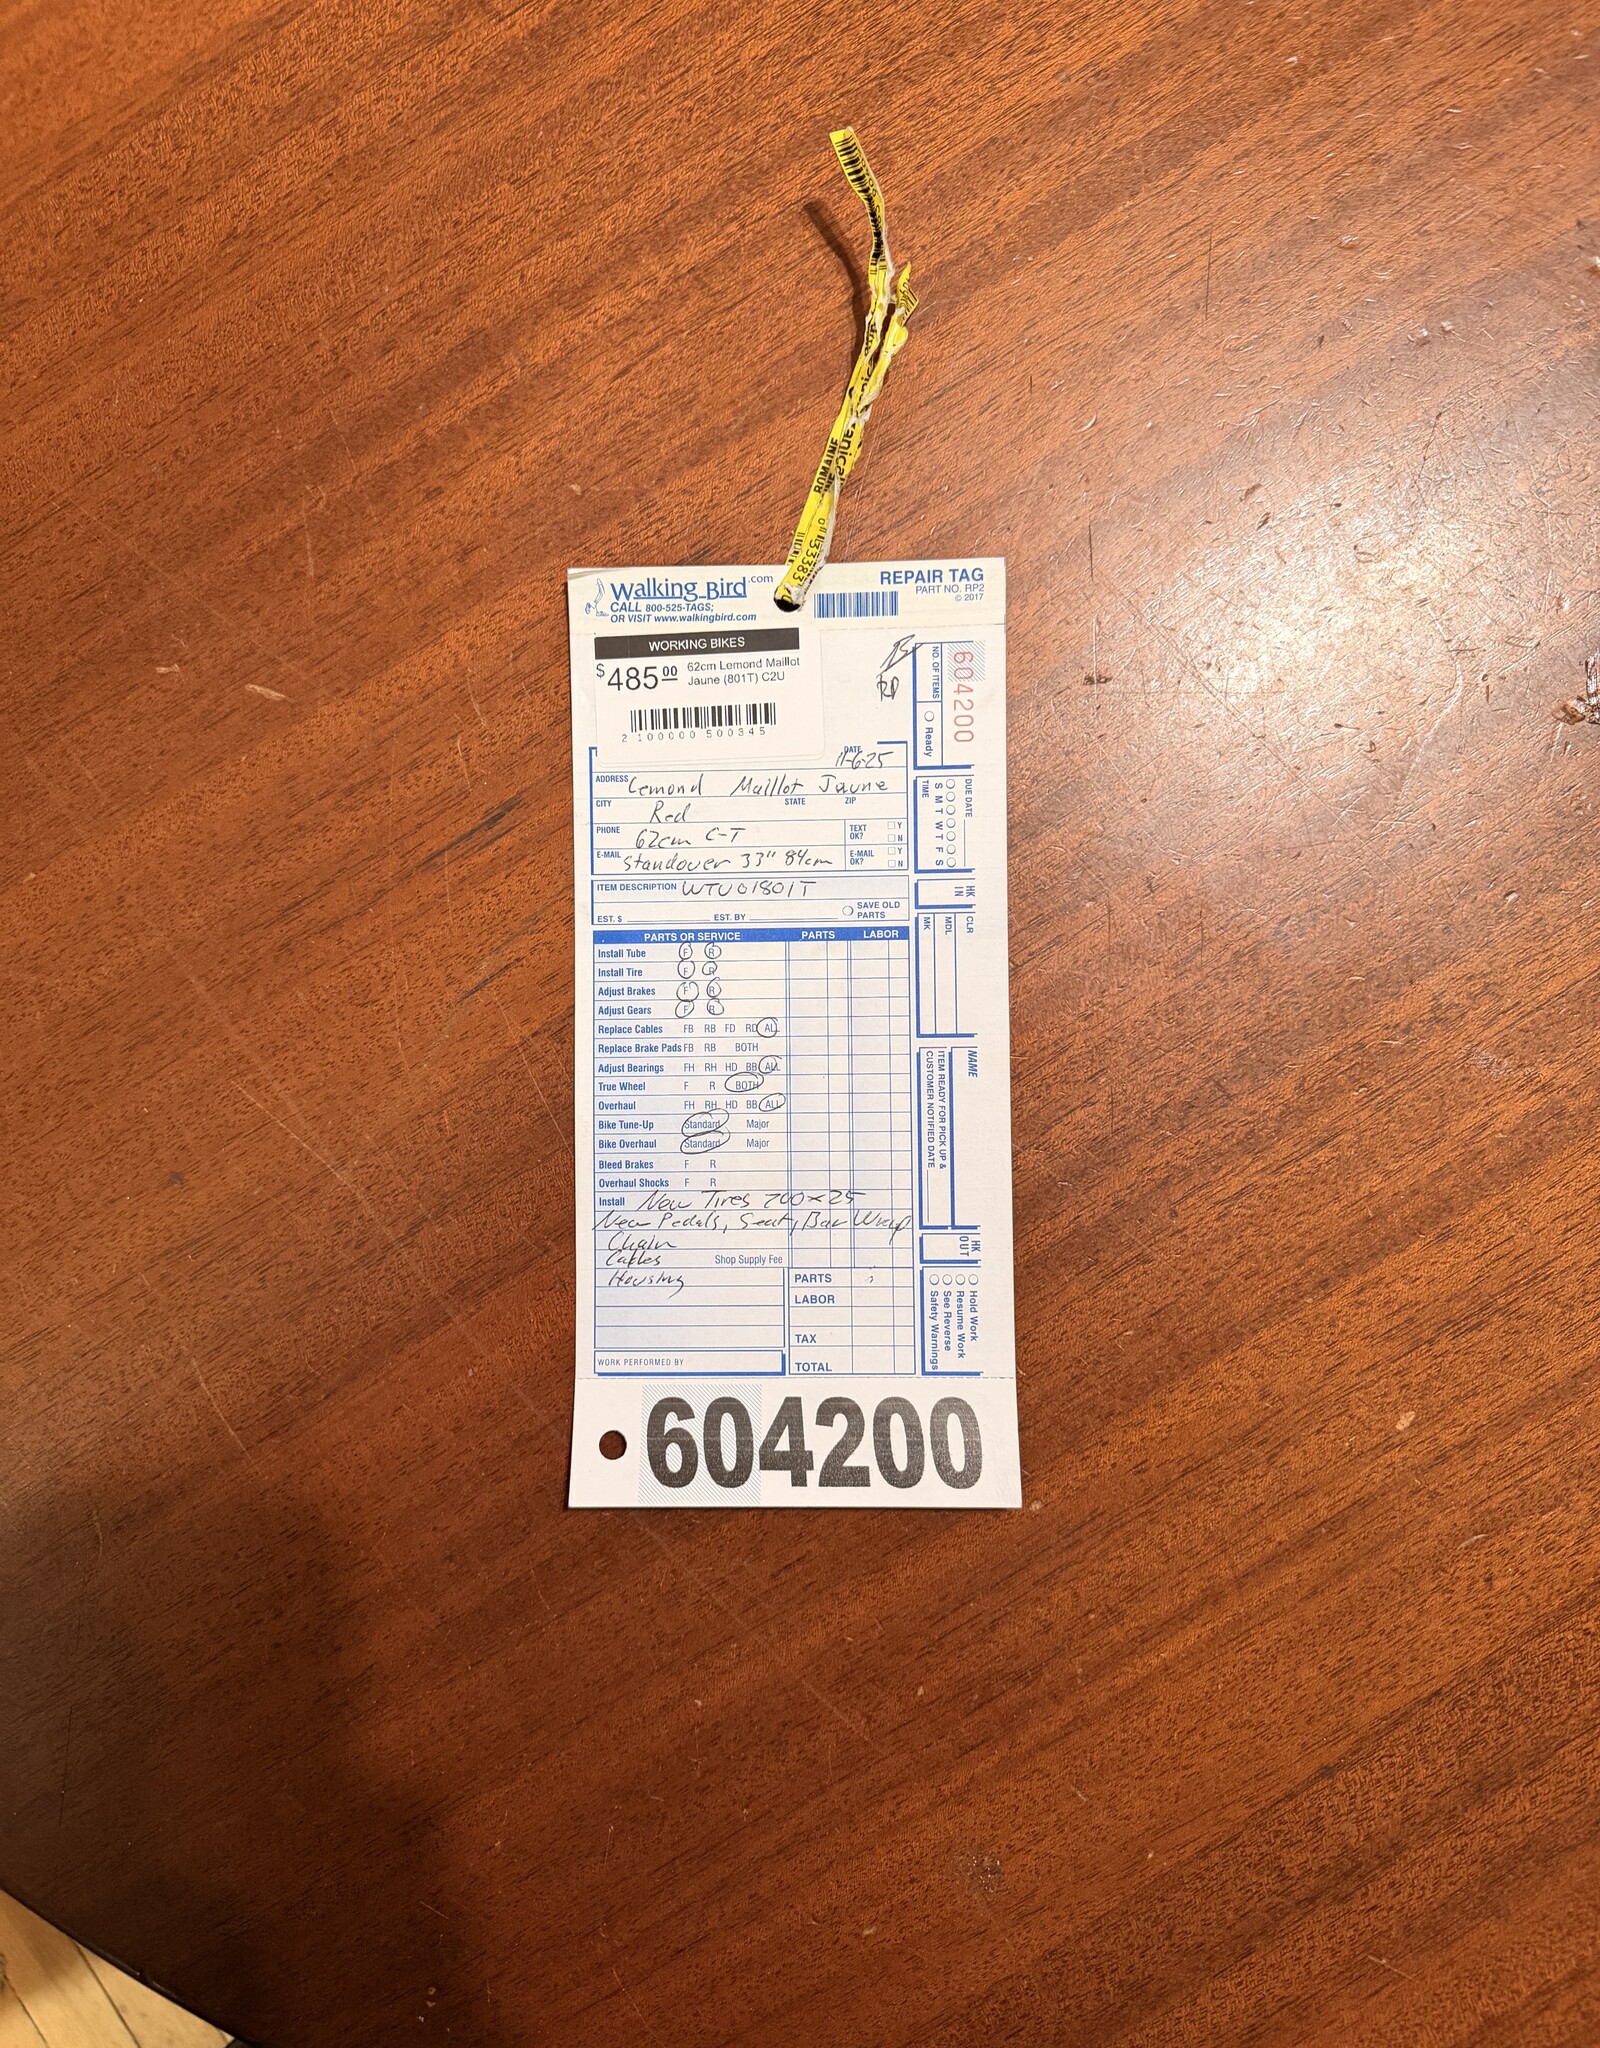 ROMAINE
Walking_Bird.com
CALL 800-525-TAGS;
OR VISIT www.walkingbird.com
REPAIR TAG
PART NO. RP2
© 2017
WORKING BIKES
$485.00 62cm Lemond Maillot
Jaune (801T) C2U
2 100000 500345
RD
DATE 11-6-25
ADDRESS Lemond Maillot Jaune
CITY Red STATE ZIP
PHONE 62cm C-T TEXT OK? Y N
E-MAIL Standover 33" 84cm E-MAIL OK? Y N
ITEM DESCRIPTION WTU01801T
EST. $ EST. BY SAVE OLD PARTS
PARTS OR SERVICE PARTS LABOR
Install Tube F R
Install Tire F R
Adjust Brakes F R
Adjust Gears F R
Replace Cables FB RB FD RD ALL
Replace Brake Pads FB RB BOTH
Adjust Bearings FH RH HD BB ALL
True Wheel F R BOTH
Overhaul FH RH HD BB ALL
Bike Tune-Up Standard Major
Bike Overhaul Standard Major
Bleed Brakes F R
Overhaul Shocks F R
Install New Tires 700x25
New Pedals, Seat, Bar Wrap
Chain
Cables Shop Supply Fee
Housing PARTS
LABOR
TAX
WORK PERFORMED BY TOTAL
604200
NO. OF ITEMS Ready
DUE DATE
S M T W T F S
TIME
HK IN
CLR
MDL
MK
NAME
ITEM READY FOR PICK UP &
CUSTOMER NOTIFIED DATE
HK OUT
Hold Work
Resume Work
See Reverse
Safety Warnings
604200